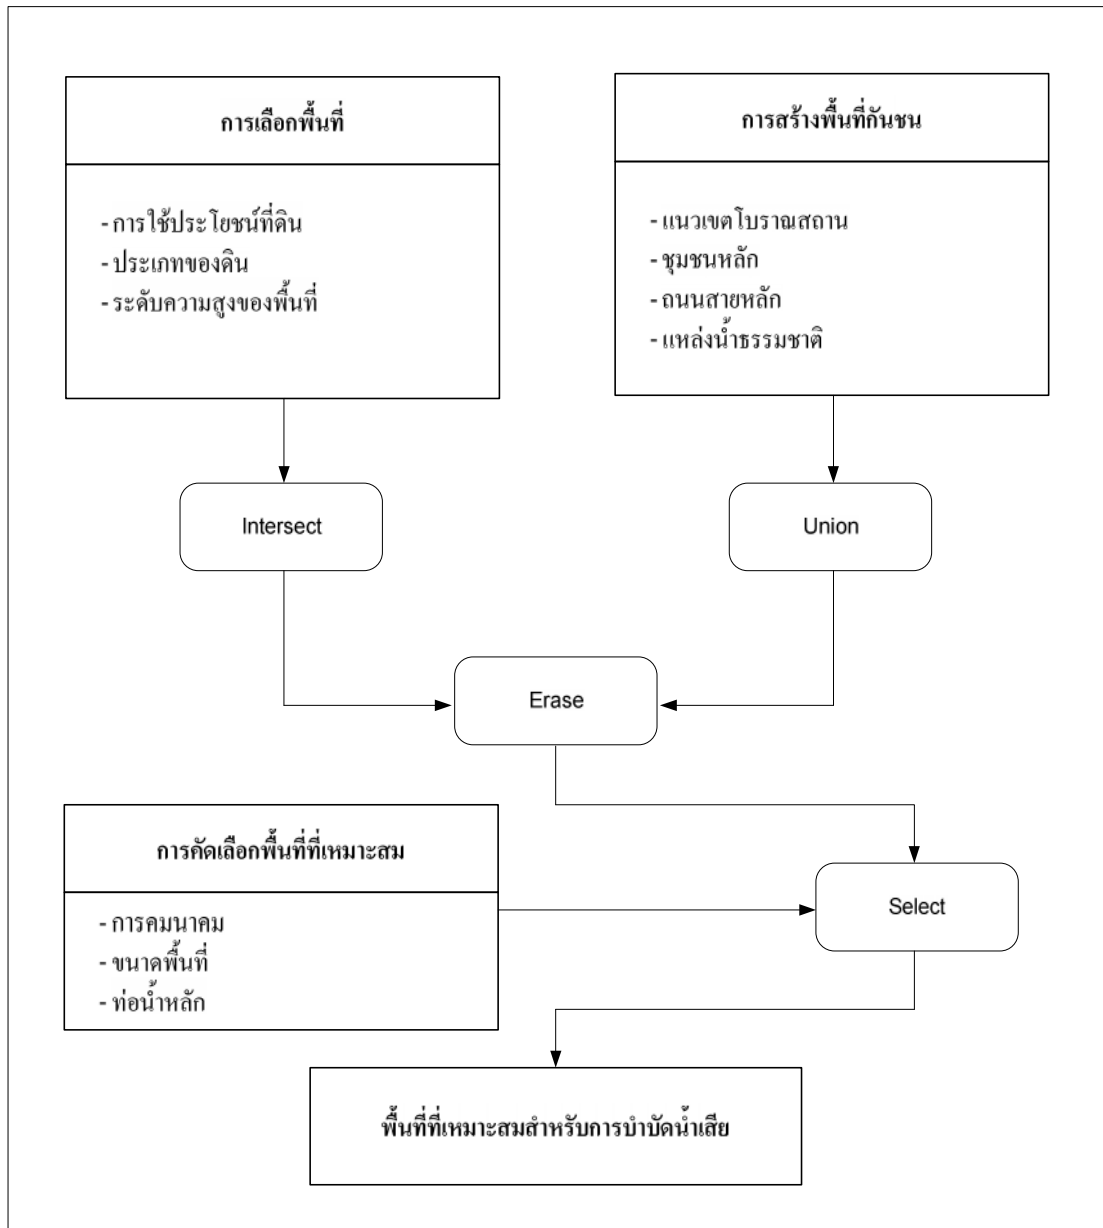 การเลือกพื้นที่
- การใช้ประโยชน์ที่ดิน
- ประเภทของดิน
- ระดับความสูงของพื้นที่
การสร้างพื้นที่กันชน
- แนวเขตโบราณสถาน
- ชุมชนหลัก
- ถนนสายหลัก
- แหล่งน้ำธรรมชาติ
Intersect
Union
Erase
การคัดเลือกพื้นที่ที่เหมาะสม
- การคมนาคม
- ขนาดพื้นที่
- ท่อน้ำหลัก
Select
พื้นที่ที่เหมาะสมสำหรับการบำบัดน้ำเสีย